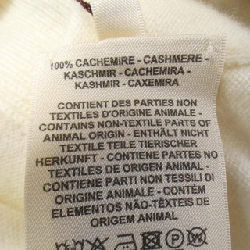 100% CACHEMIRE - CASHMERE -
KASCHMIR - CACHEMIRA -
KASHMIR - CAXEMIRA
CONTIENT DES PARTIES NON
TEXTILES D'ORIGINE ANIMALE -
CONTAINS NON-TEXTILE PARTS OF
ANIMAL ORIGIN - ENTHÄLT NICHT
TEXTILE TEILE TIERISCHER
HERKUNFT - CONTIENE PARTES NO
TEXTILES DE ORIGEN ANIMAL -
CONTIENE PARTI NON TESSILI DI
ORIGINE ANIMALE - CONTÉM
ELEMENTOS NÃO-TÊXTEIS DE
ORIGEM ANIMAL